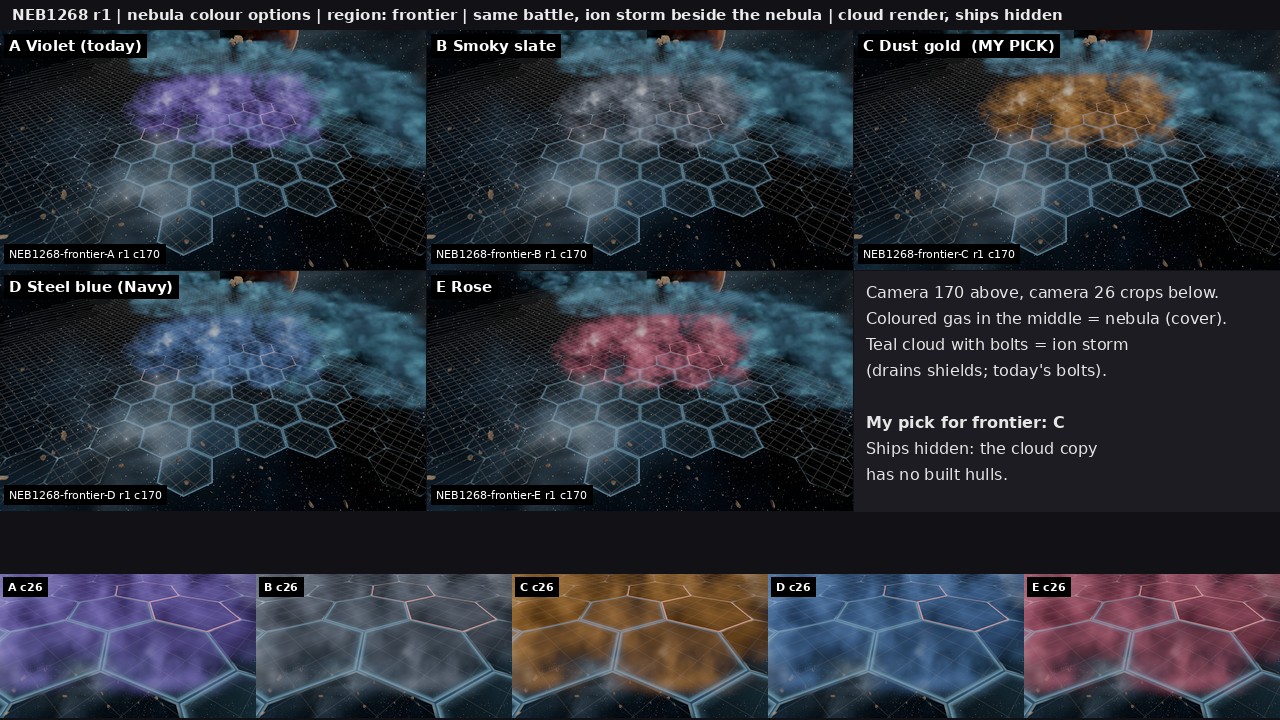 NEB1268 r1 | nebula colour options | region: frontier | same battle, ion storm beside the nebula | cloud render, ships hidden
A Violet (today)
B Smoky slate
C Dust gold  (MY PICK)
NEB1268-frontier-A r1 c170
NEB1268-frontier-B r1 c170
NEB1268-frontier-C r1 c170
D Steel blue (Navy)
E Rose
NEB1268-frontier-D r1 c170
NEB1268-frontier-E r1 c170
Camera 170 above, camera 26 crops below.
Coloured gas in the middle = nebula (cover).
Teal cloud with bolts = ion storm
(drains shields; today's bolts).
My pick for frontier: C
Ships hidden: the cloud copy
has no built hulls.
A c26
B c26
C c26
D c26
E c26